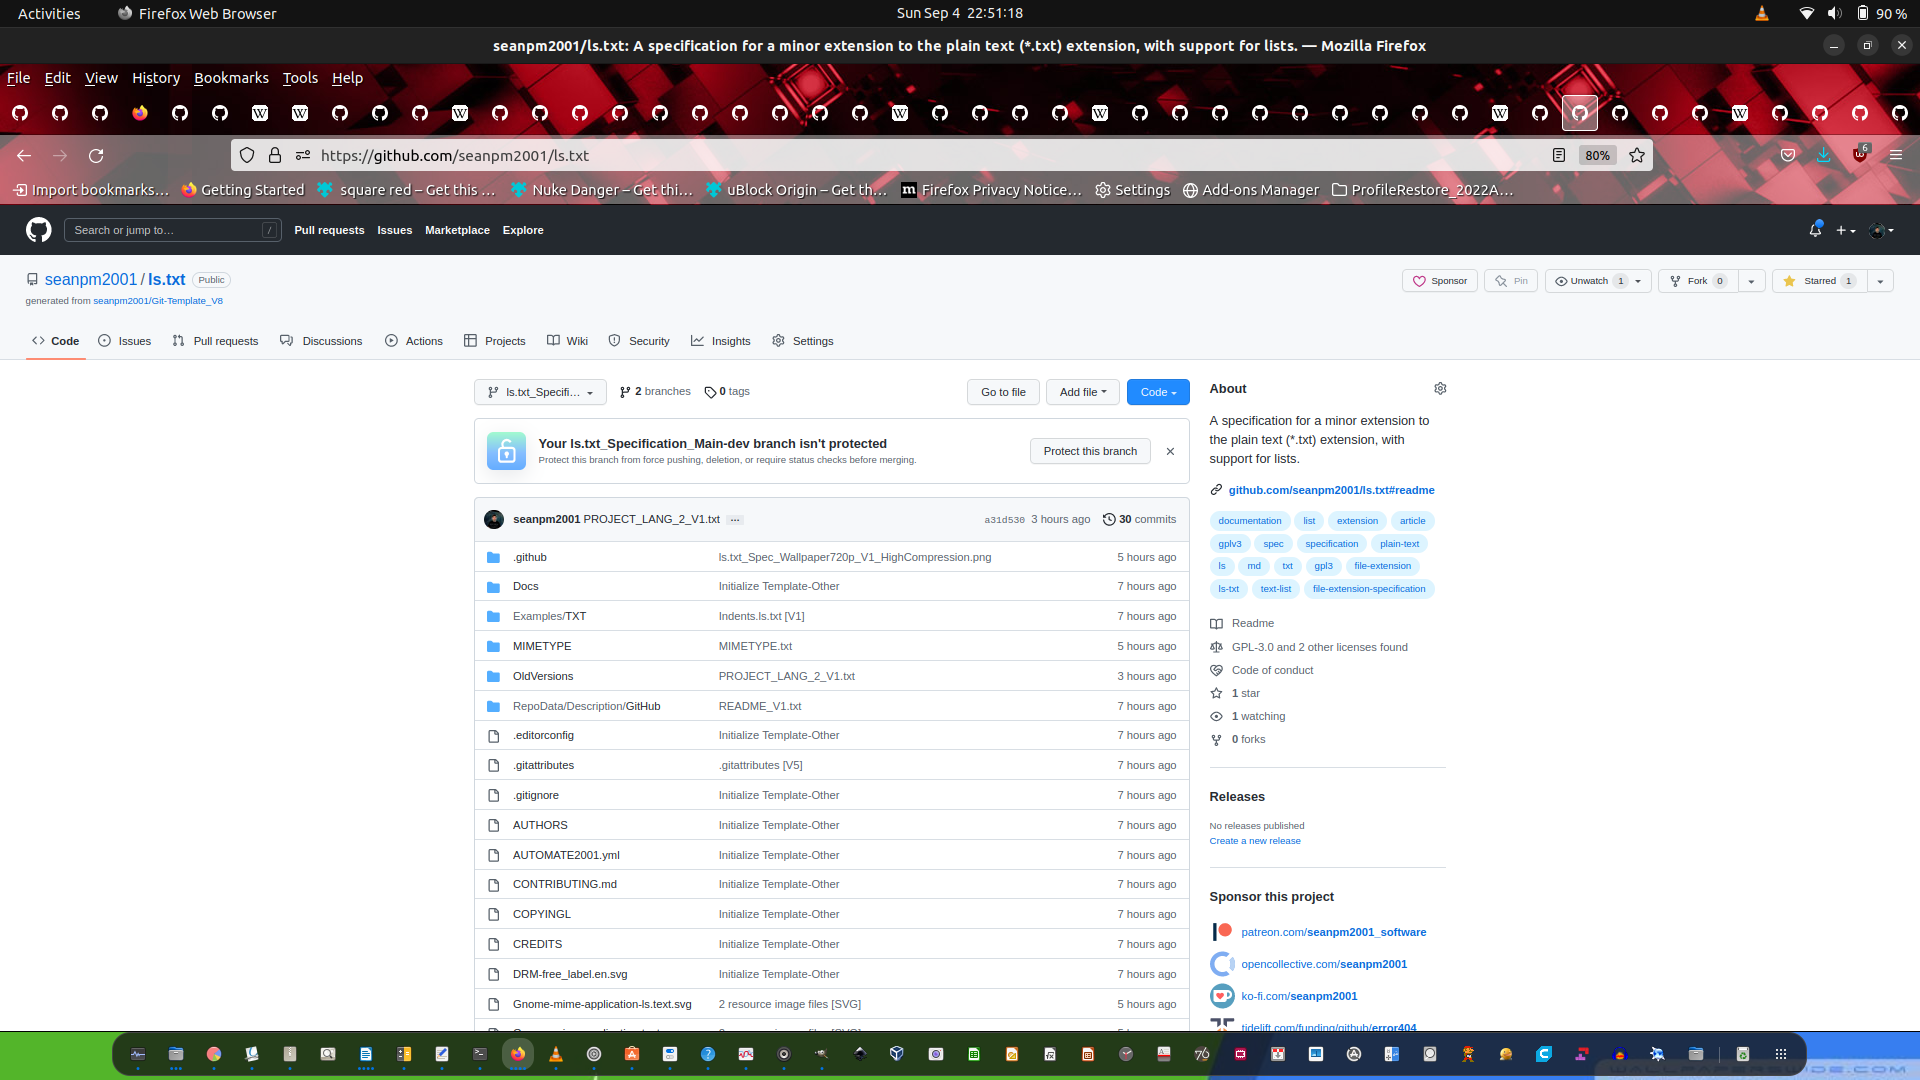 Activities Firefox Web Browser Sun Sep 4 22:51:18 90 %
seanpm2001/ls.txt: A specification for a minor extension to the plain text (*.txt) extension, with support for lists. — Mozilla Firefox
File Edit View History Bookmarks Tools Help
https://github.com/seanpm2001/ls.txt 80% 6
Import bookmarks… Getting Started square red – Get this … Nuke Danger – Get thi… uBlock Origin – Get th… Firefox Privacy Notice… Settings Add-ons Manager ProfileRestore_2022A…
Search or jump to… / Pull requests Issues Marketplace Explore
seanpm2001 / ls.txt Public Sponsor Pin Unwatch 1 Fork 0 Starred 1
generated from seanpm2001/Git-Template_V8
Code Issues Pull requests Discussions Actions Projects Wiki Security Insights Settings
ls.txt_Specifi… 2 branches 0 tags Go to file Add file Code
Your ls.txt_Specification_Main-dev branch isn't protected
Protect this branch from force pushing, deletion, or require status checks before merging.
Protect this branch
seanpm2001 PROJECT_LANG_2_V1.txt … a31d530 3 hours ago 30 commits
.github ls.txt_Spec_Wallpaper720p_V1_HighCompression.png 5 hours ago
Docs Initialize Template-Other 7 hours ago
Examples/TXT Indents.ls.txt [V1] 7 hours ago
MIMETYPE MIMETYPE.txt 5 hours ago
OldVersions PROJECT_LANG_2_V1.txt 3 hours ago
RepoData/Description/GitHub README_V1.txt 7 hours ago
.editorconfig Initialize Template-Other 7 hours ago
.gitattributes .gitattributes [V5] 7 hours ago
.gitignore Initialize Template-Other 7 hours ago
AUTHORS Initialize Template-Other 7 hours ago
AUTOMATE2001.yml Initialize Template-Other 7 hours ago
CONTRIBUTING.md Initialize Template-Other 7 hours ago
COPYINGL Initialize Template-Other 7 hours ago
CREDITS Initialize Template-Other 7 hours ago
DRM-free_label.en.svg Initialize Template-Other 7 hours ago
Gnome-mime-application-ls.text.svg 2 resource image files [SVG] 5 hours ago
About
A specification for a minor extension to
the plain text (*.txt) extension, with
support for lists.
github.com/seanpm2001/ls.txt#readme
documentation list extension article
gplv3 spec specification plain-text
ls md txt gpl3 file-extension
ls-txt text-list file-extension-specification
Readme
GPL-3.0 and 2 other licenses found
Code of conduct
1 star
1 watching
0 forks
Releases
No releases published
Create a new release
Sponsor this project
patreon.com/seanpm2001_software
opencollective.com/seanpm2001
ko-fi.com/seanpm2001
tidelift.com/funding/github/error404
76